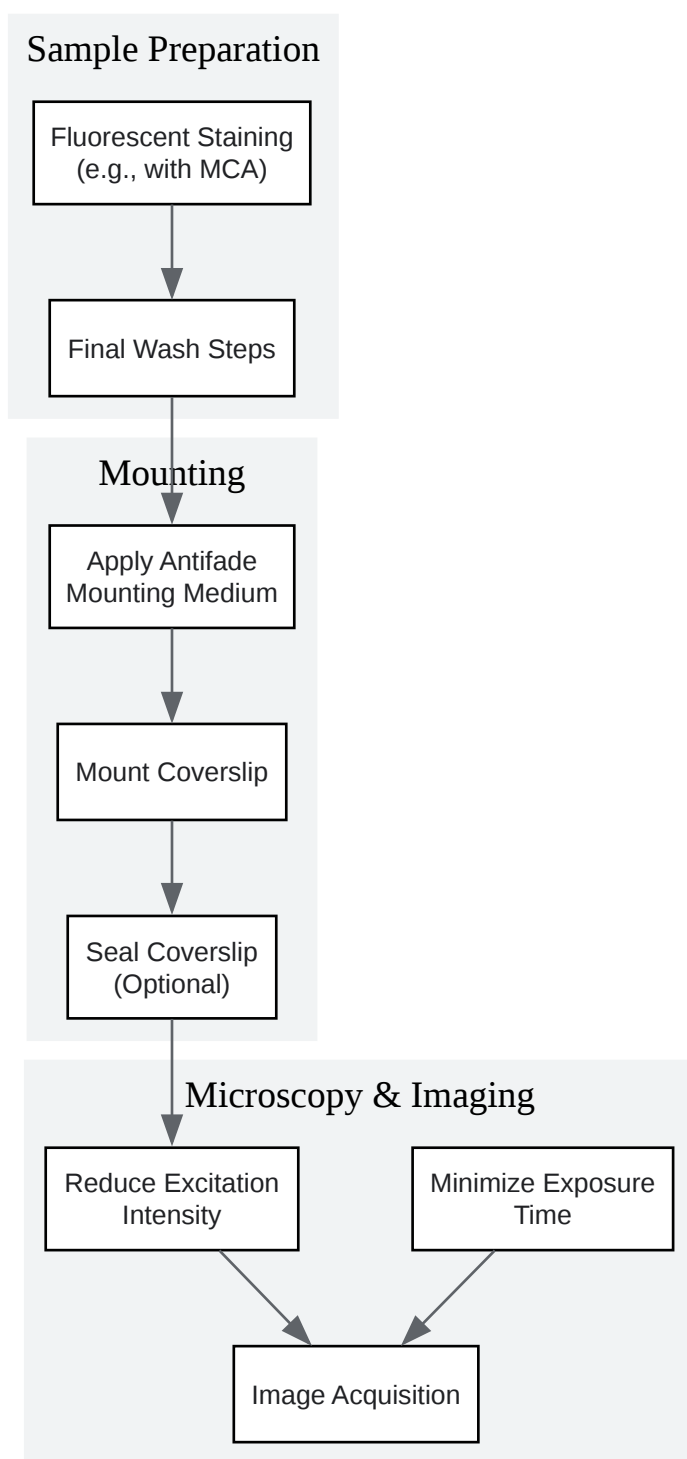 Sample Preparation
Fluorescent Staining
(e.g., with MCA)
Final Wash Steps
Mounting
Apply Antifade
Mounting Medium
Mount Coverslip
Seal Coverslip
(Optional)
Microscopy & Imaging
Reduce Excitation
Intensity
Minimize Exposure
Time
Image Acquisition